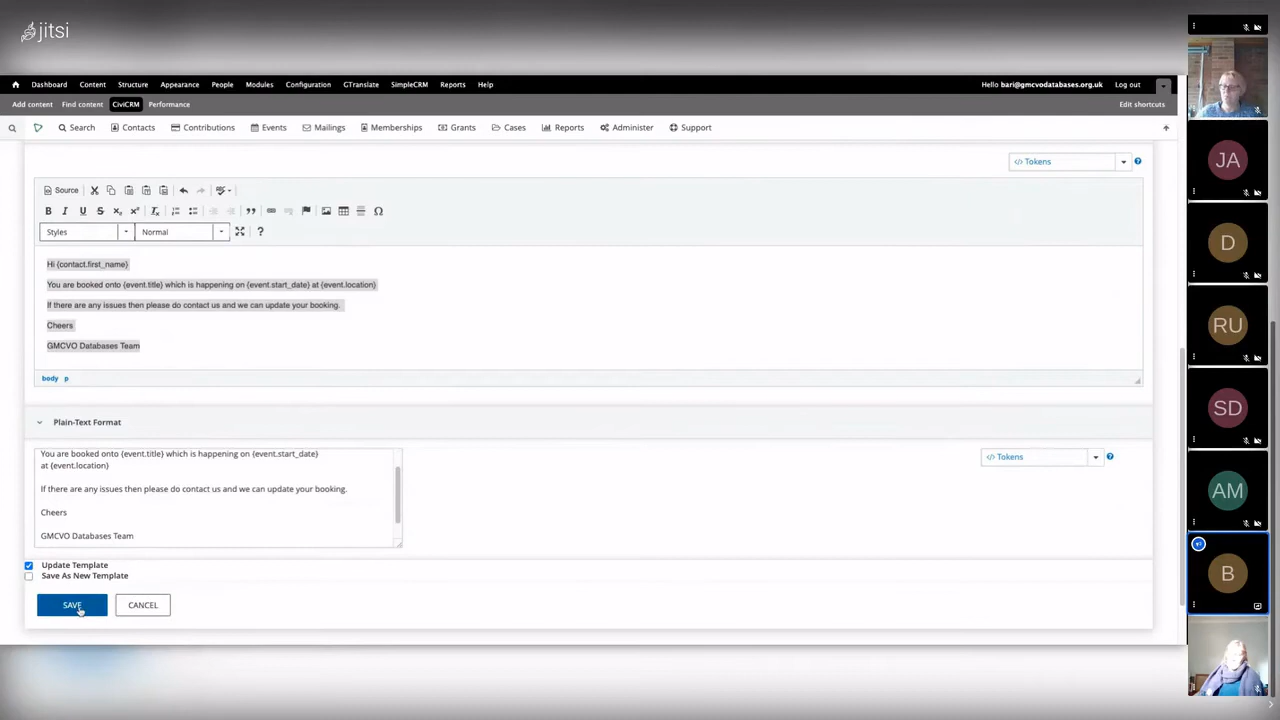 jitsi
Dashboard Content Structure Appearance People Modules Configuration GTranslate SimpleCRM Reports Help
Hello bari@gmcvodatabases.org.uk Log out
Add content Find content CiviCRM Performance
Edit shortcuts
Search Contacts Contributions Events Mailings Memberships Grants Cases Reports Administer Support
</> Tokens
Source
Styles Normal
Hi {contact.first_name}
You are booked onto {event.title} which is happening on {event.start_date} at {event.location}
If there are any issues then please do contact us and we can update your booking.
Cheers
GMCVO Databases Team
body p
Plain-Text Format
You are booked onto {event.title} which is happening on {event.start_date}
at {event.location}
If there are any issues then please do contact us and we can update your booking.
Cheers
GMCVO Databases Team
</> Tokens
Update Template
Save As New Template
SAVE CANCEL
JA
D
RU
SD
AM
B